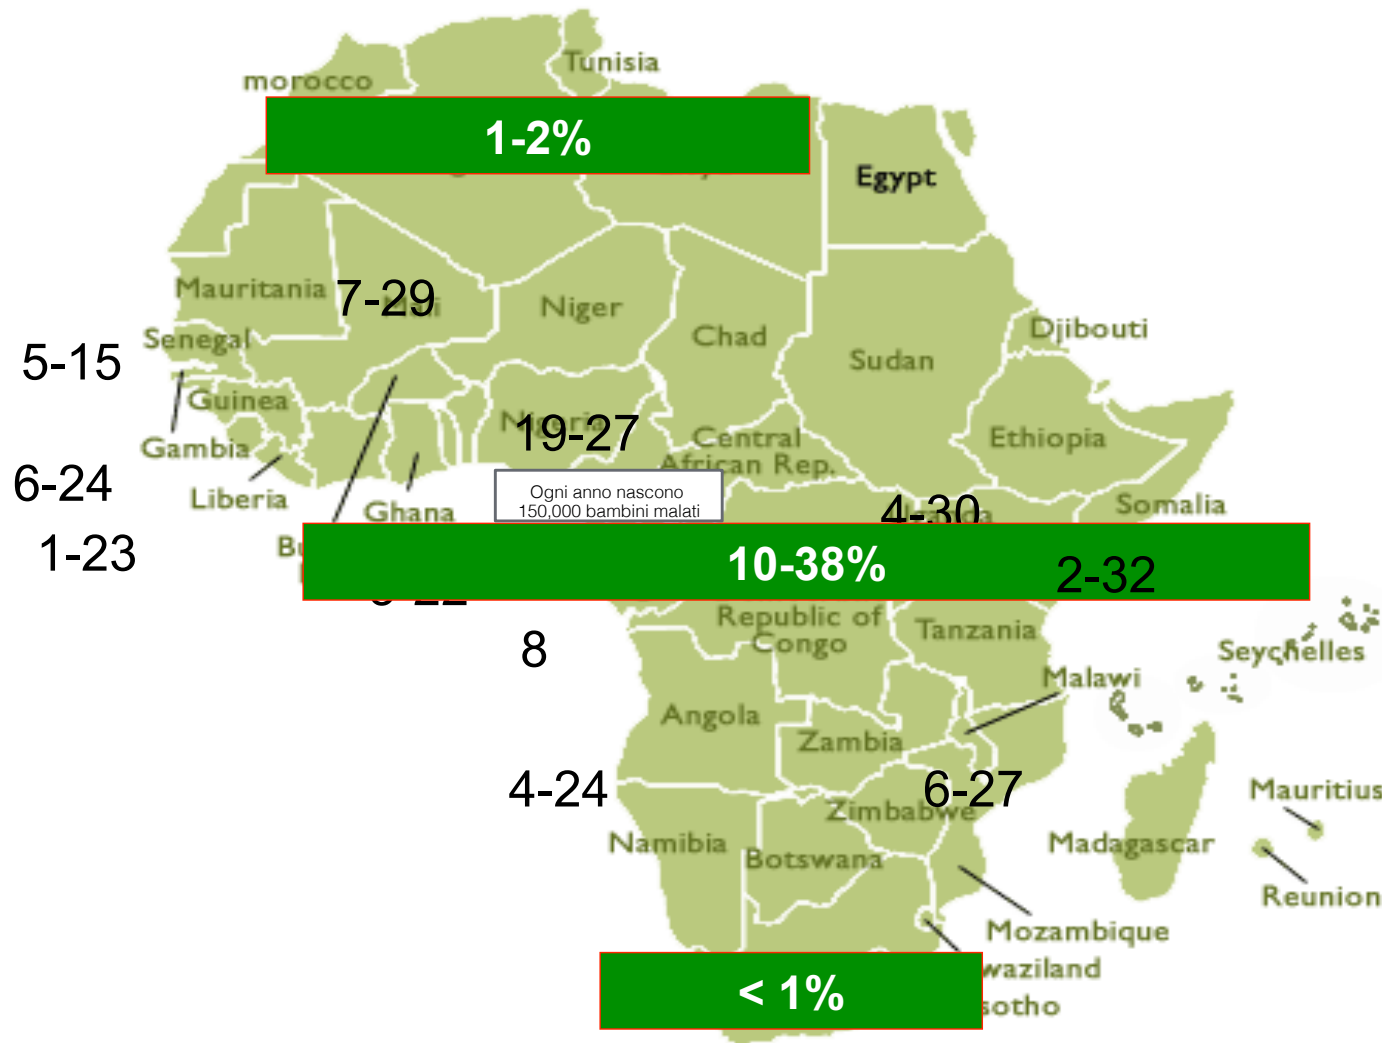 Tunisia
morocco
1-2%
Egypt
Mauritania
7-29
Niger
Chad
Djibouti
Senegal
5-15
Sudan
Guinea
Gambia
19-27
Central
African Rep.
Ethiopia
6-24
Liberia
Ghana
Ogni anno nascono
150,000 bambini malati
4-30
Somalia
1-23
10-38%
2-32
Republic of
Congo
Tanzania
8
Seychelles
Malawi
Angola
Zambia
4-24
6-27
Zimbabwe
Mauritius
Namibia
Botswana
Madagascar
Reunion
Mozambique
waziland
< 1%
sotho